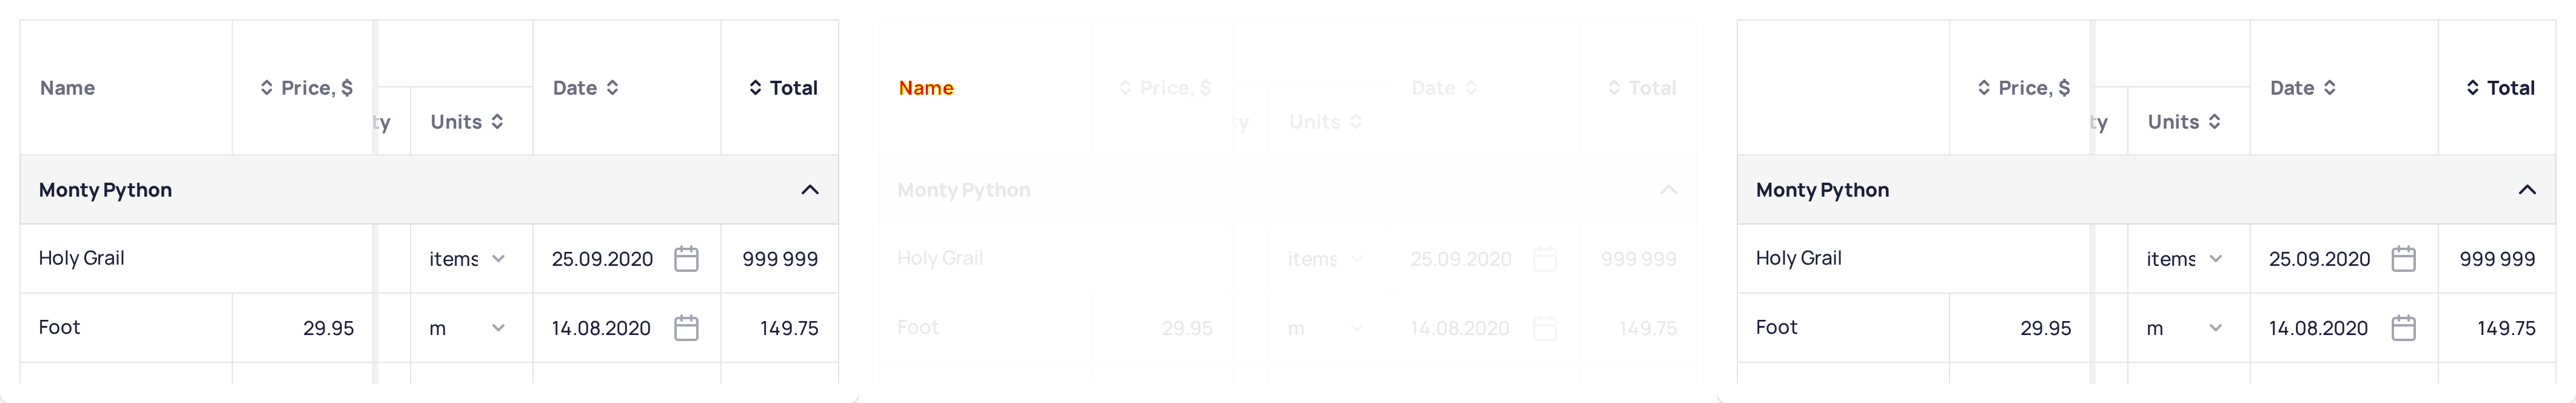 Name Price, $ Date Total
ty Units
Monty Python
Holy Grail items 25.09.2020 999 999
Foot 29.95 m 14.08.2020 149.75
Name Price, $ Date Total
y Units
Monty Python
Holy Grail items 25.09.2020 999 999
Foot 29.95 m 14.08.2020 149.75
Price, $ Date Total
ty Units
Monty Python
Holy Grail items 25.09.2020 999 999
Foot 29.95 m 14.08.2020 149.75